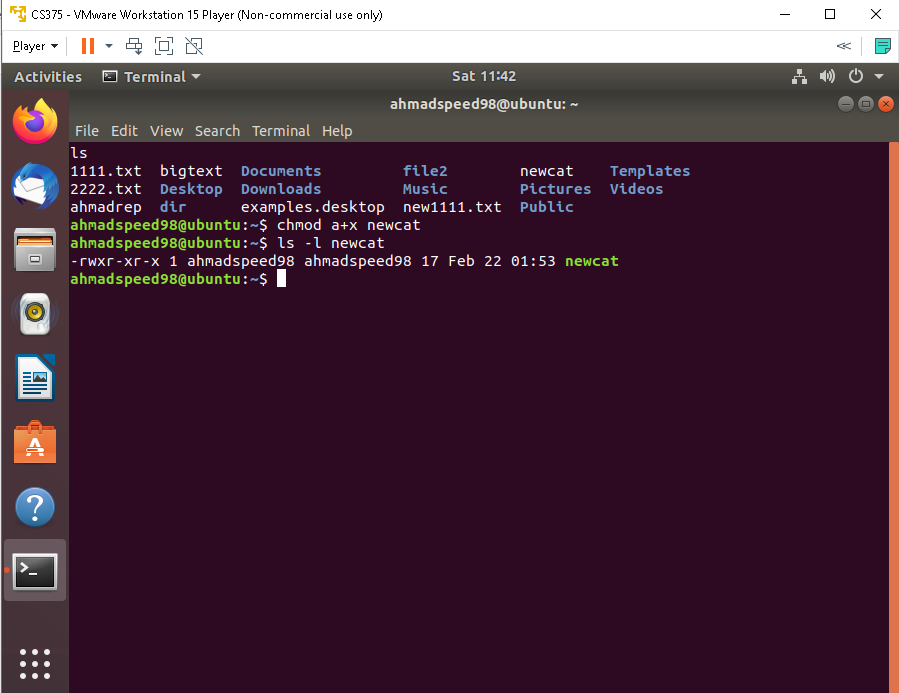 CS375 - VMware Workstation 15 Player (Non-commercial use only)
Player
Activities Terminal Sat 11:42
ahmadspeed98@ubuntu: ~
File Edit View Search Terminal Help
ls
1111.txt bigtext Documents file2 newcat Templates
2222.txt Desktop Downloads Music Pictures Videos
ahmadrep dir examples.desktop new1111.txt Public
ahmadspeed98@ubuntu:~$ chmod a+x newcat
ahmadspeed98@ubuntu:~$ ls -l newcat
-rwxr-xr-x 1 ahmadspeed98 ahmadspeed98 17 Feb 22 01:53 newcat
ahmadspeed98@ubuntu:~$